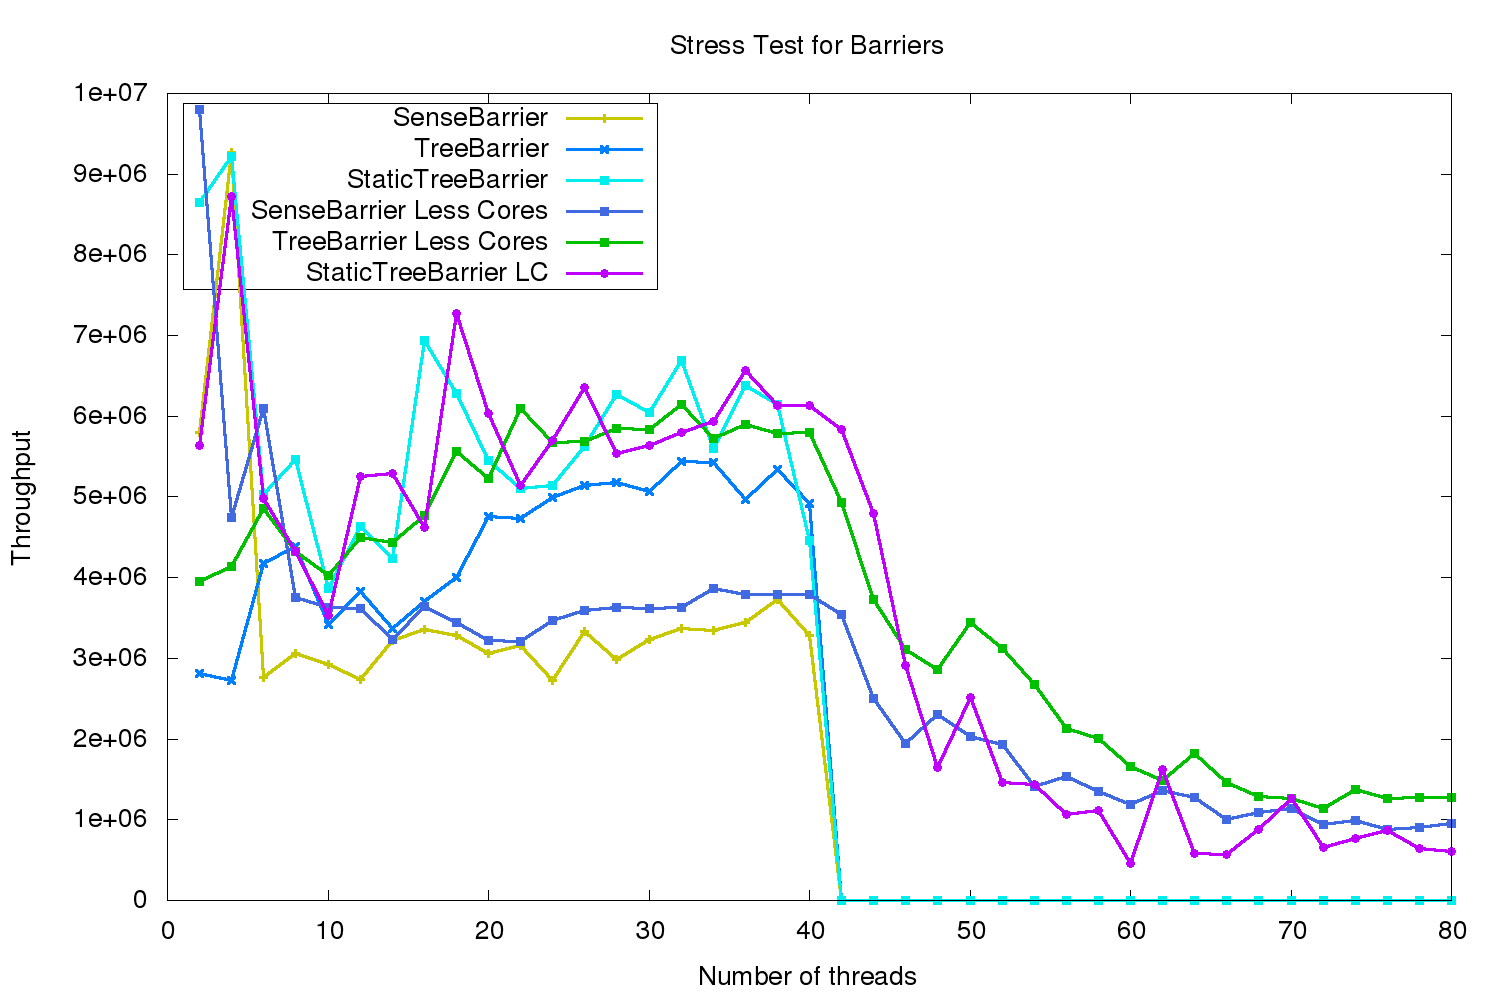 Stress Test for Barriers
1e+07
9e+06
8e+06
7e+06
6e+06
5e+06
4e+06
3e+06
2e+06
1e+06
0
Throughput
SenseBarrier
TreeBarrier
StaticTreeBarrier
SenseBarrier Less Cores
TreeBarrier Less Cores
StaticTreeBarrier LC
0 10 20 30 40 50 60 70 80
Number of threads